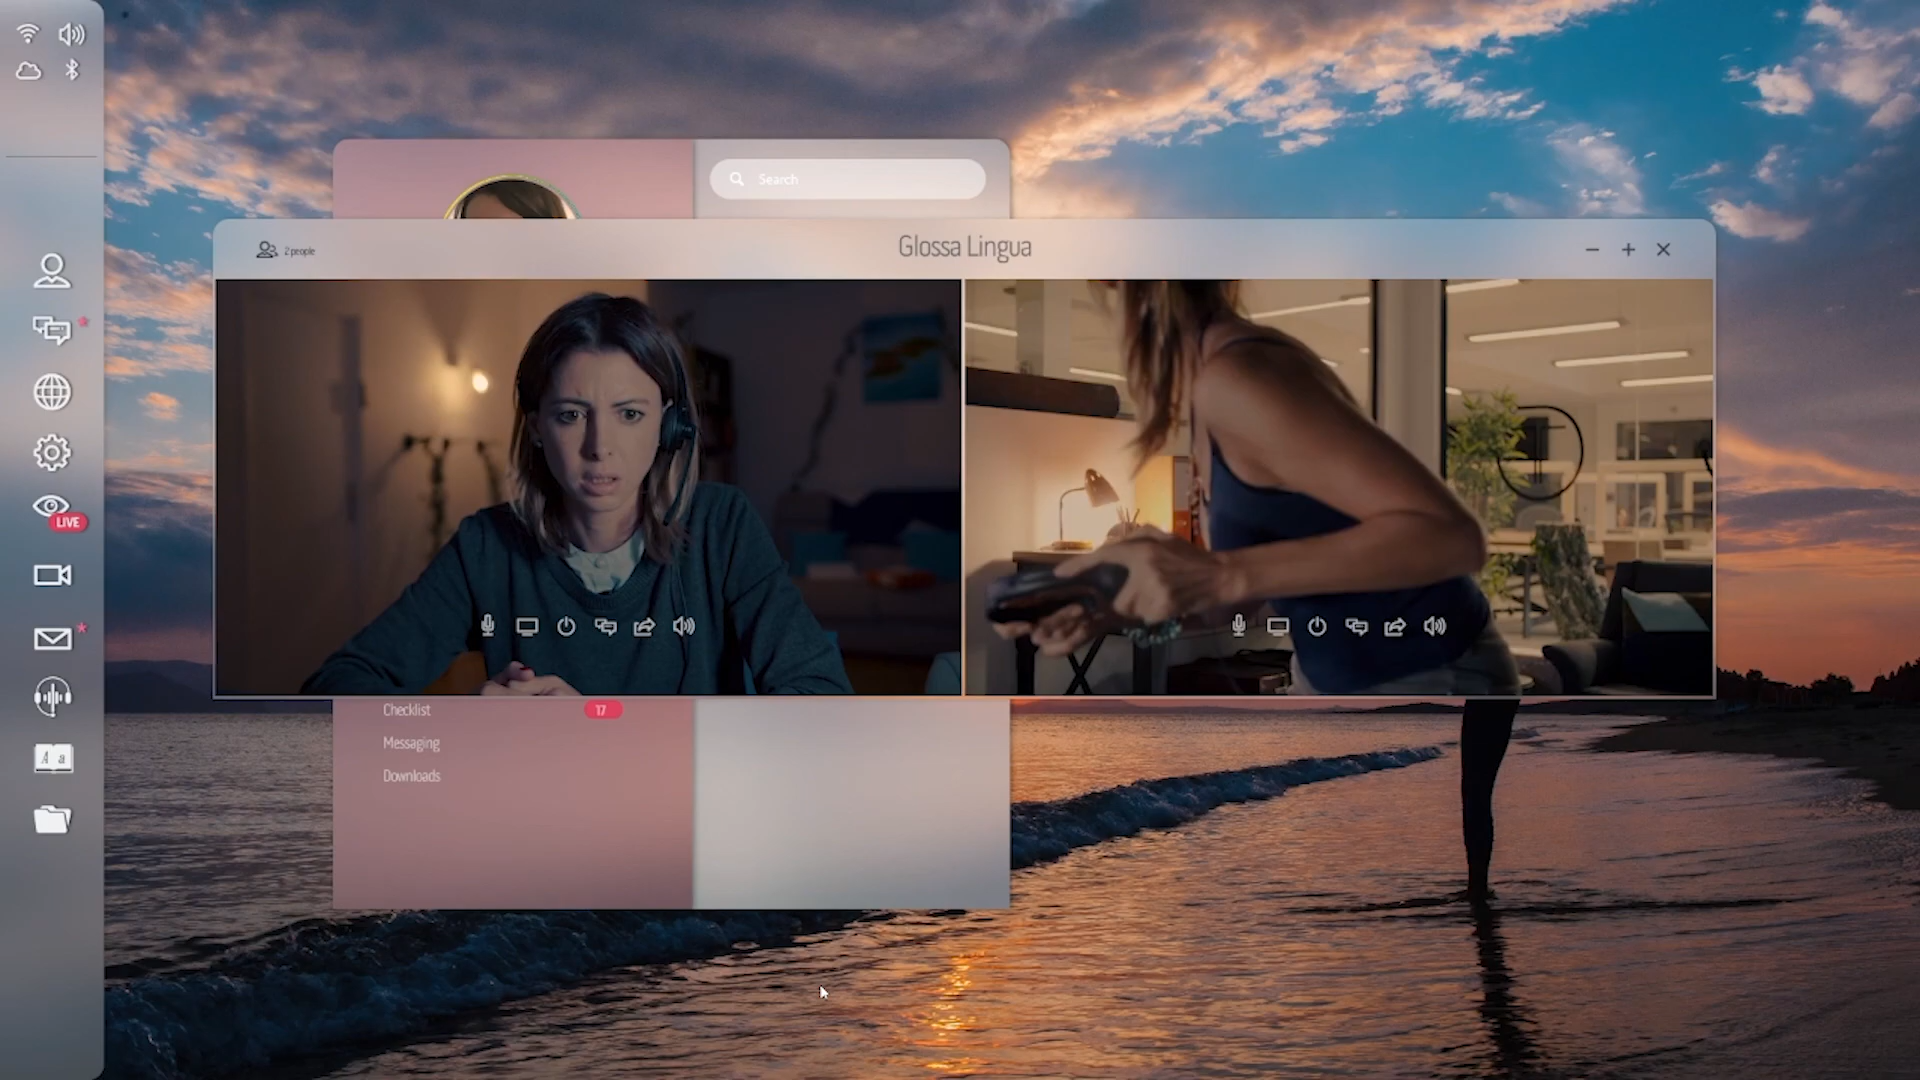 Search
2 people
Glossa Lingua
LIVE
Checklist
17
Messaging
Downloads
A a